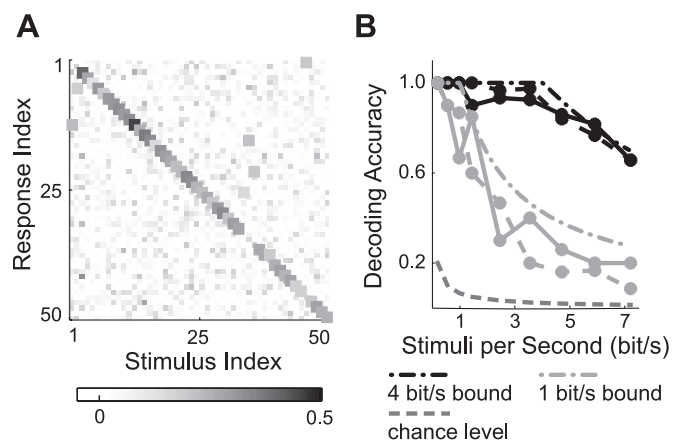 A
1
25
50
Response Index
1 25 50
Stimulus Index
0 0.5
B
1.0
0.6
0.2
Decoding Accuracy
1 3 5 7
Stimuli per Second (bit/s)
4 bit/s bound 1 bit/s bound
chance level